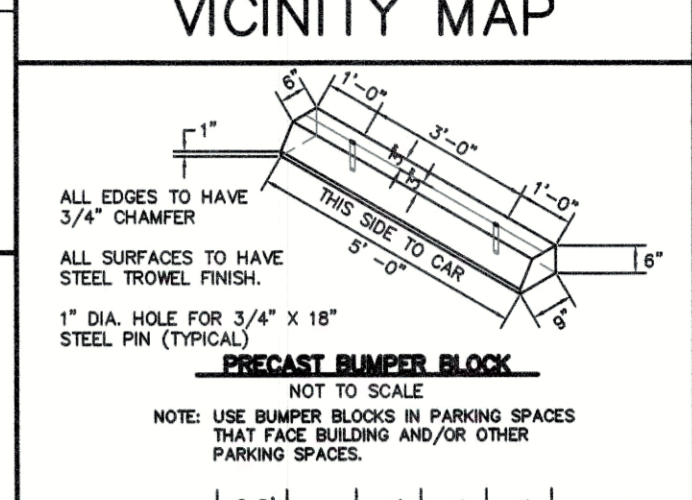 VICINITY MAP
6"
1'-0"
3'-0"
1'-0"
1"
3"
3"
THIS SIDE TO CAR
5' -0"
6"
ALL EDGES TO HAVE
3/4" CHAMFER
ALL SURFACES TO HAVE
STEEL TROWEL FINISH.
1" DIA. HOLE FOR 3/4" X 18"
STEEL PIN (TYPICAL)
PRECAST BUMPER BLOCK
NOT TO SCALE
NOTE: USE BUMPER BLOCKS IN PARKING SPACES
THAT FACE BUILDING AND/OR OTHER
PARKING SPACES.